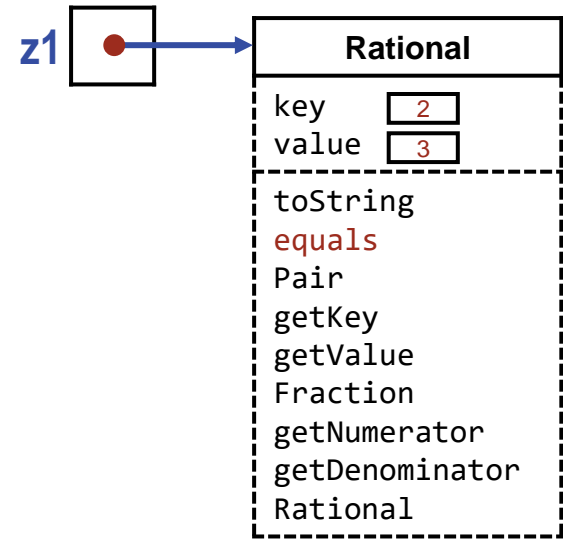 z1
Rational
key 2
value 3
toString
equals
Pair
getKey
getValue
Fraction
getNumerator
getDenominator
Rational